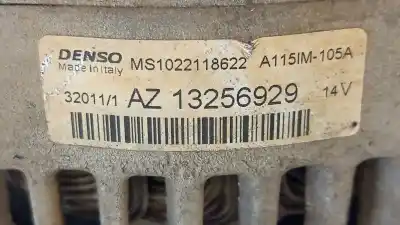 DENSO MS1022118622 A115IM-105A
Made in Italy
32011/1 AZ 13256929 14V